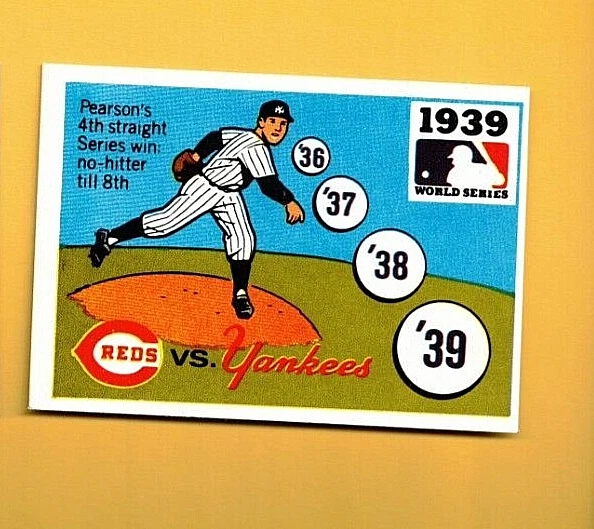 Pearson's
4th straight
Series win:
no-hitter
till 8th
NY
'36
'37
'38
'39
1939
WORLD SERIES
REDS VS. Yankees